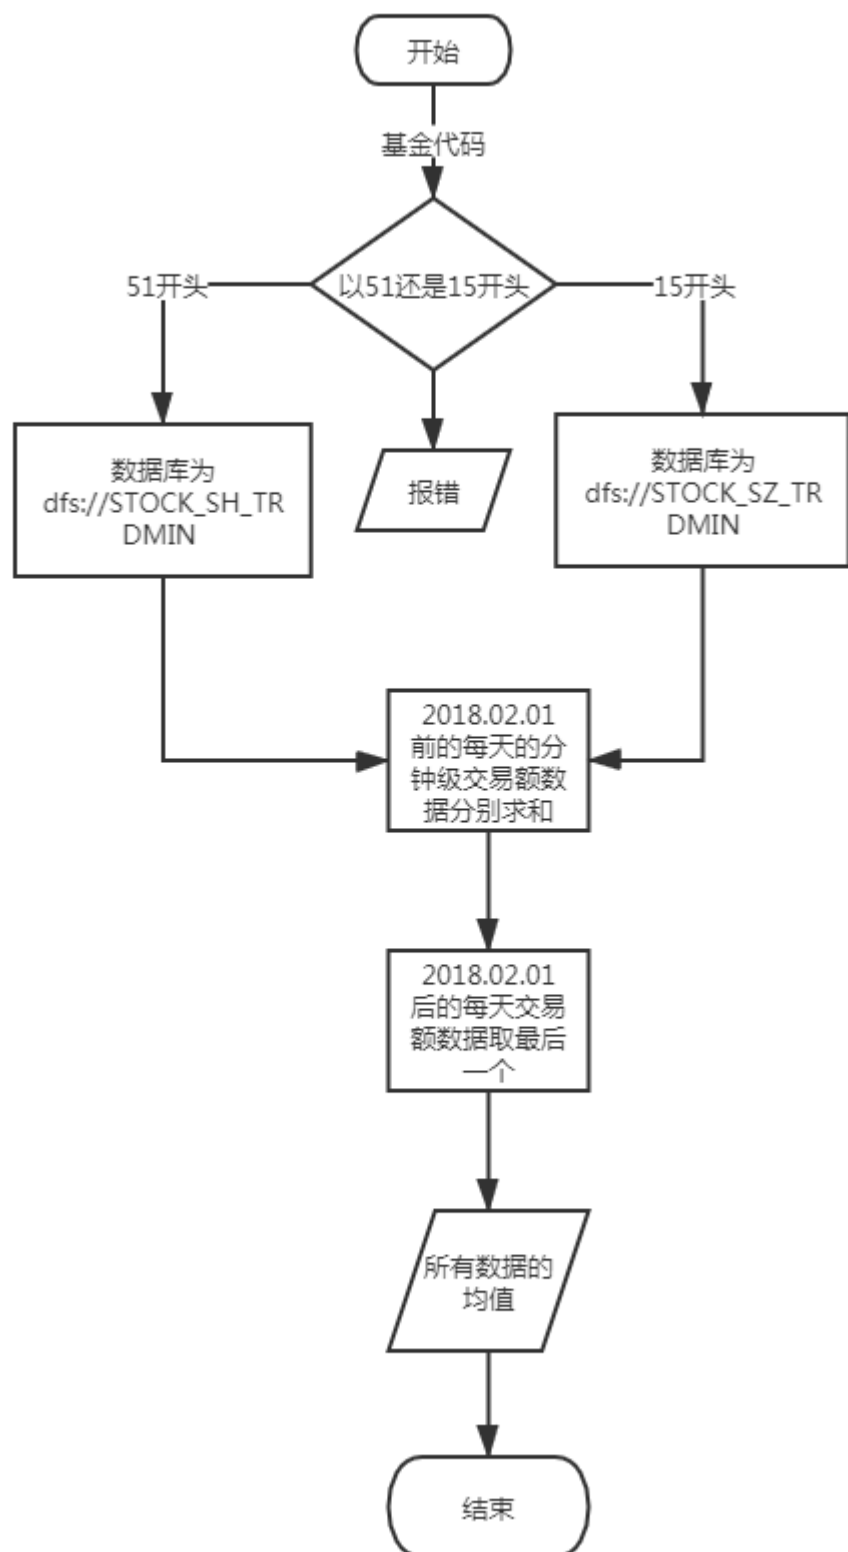 开始
基金代码
51开头
以51还是15开头
15开头
数据库为
dfs://STOCK_SH_TR
DMIN
报错
数据库为
dfs://STOCK_SZ_TR
DMIN
2018.02.01
前的每天的分
钟级交易额数
据分别求和
2018.02.01
后的每天交易
额数据取最后
一个
所有数据的
均值
结束